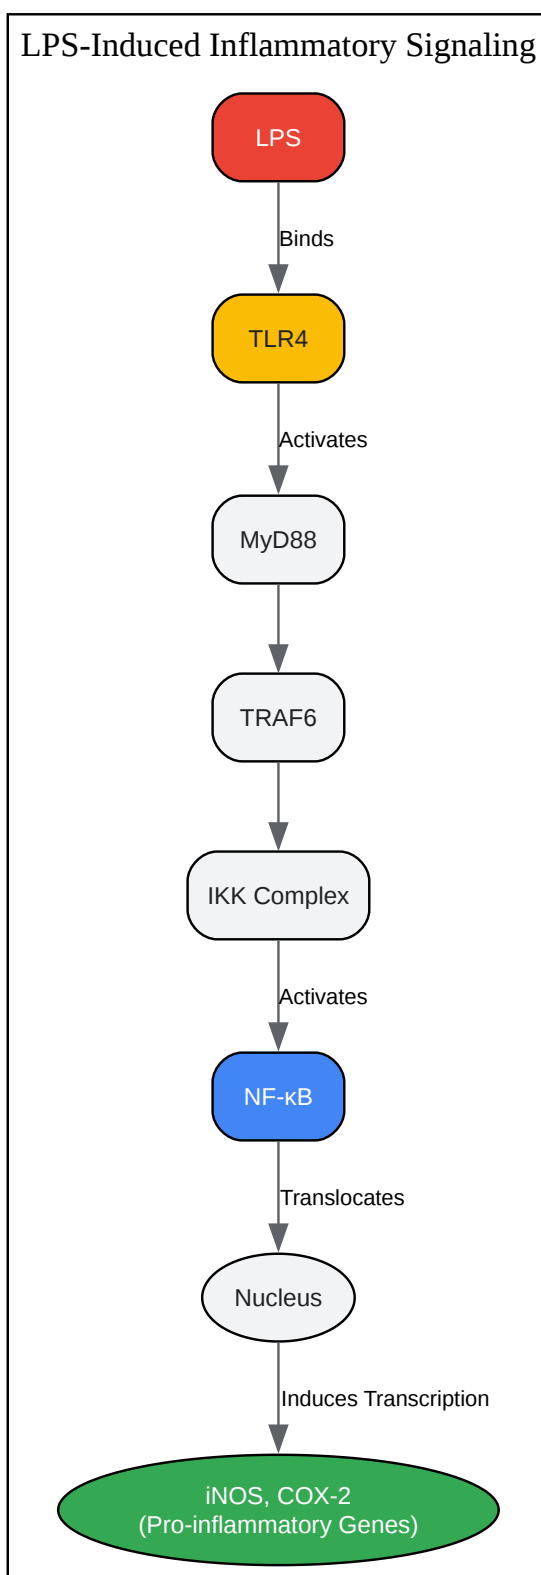 LPS-Induced Inflammatory Signaling
LPS
Binds
TLR4
Activates
MyD88
TRAF6
IKK Complex
Activates
NF-κB
Translocates
Nucleus
Induces Transcription
iNOS, COX-2
(Pro-inflammatory Genes)